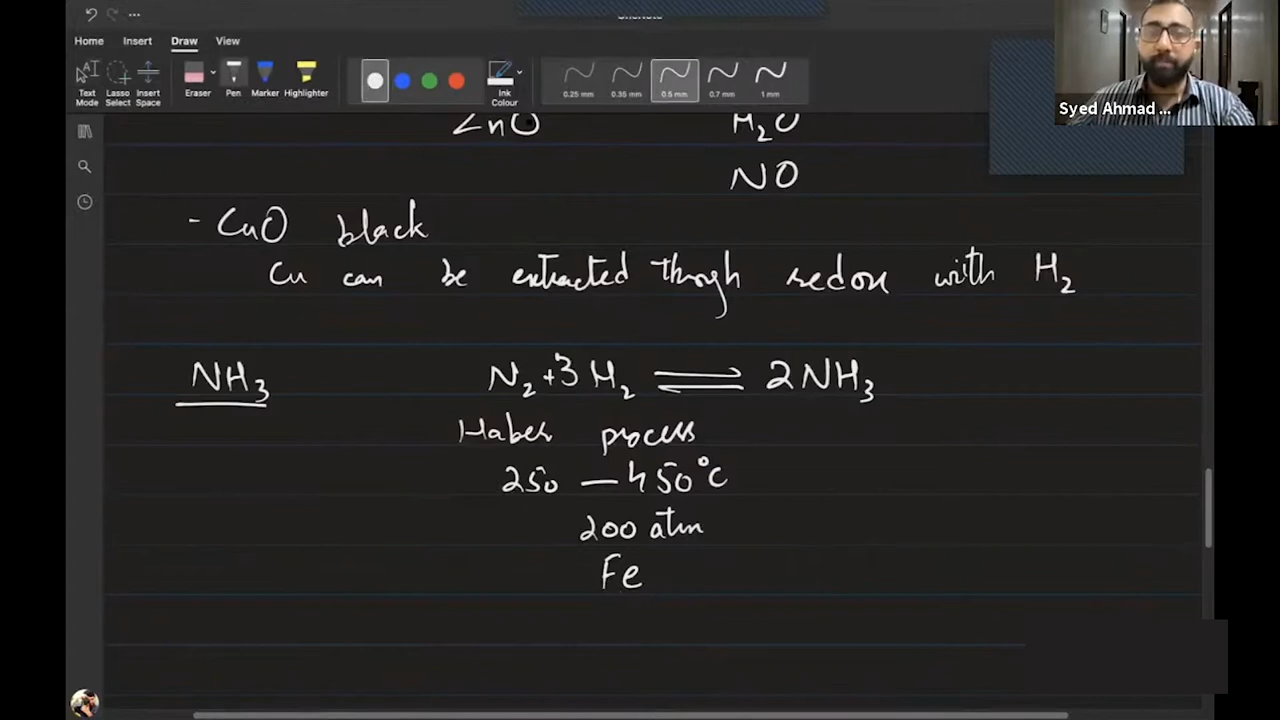 OneNote
Home Insert Draw View
Text Mode Lasso Select Insert Space Eraser Pen Marker Highlighter Ink Colour 0.25 mm 0.35 mm 0.5 mm 0.7 mm 1 mm
Syed Ahmad ...
ZnO H₂O
NO
- CuO black
Cu can be extracted through redox with H₂
NH₃ N₂ + 3H₂ ⇌ 2NH₃
Haber process
250 — 450°C
200 atm
Fe